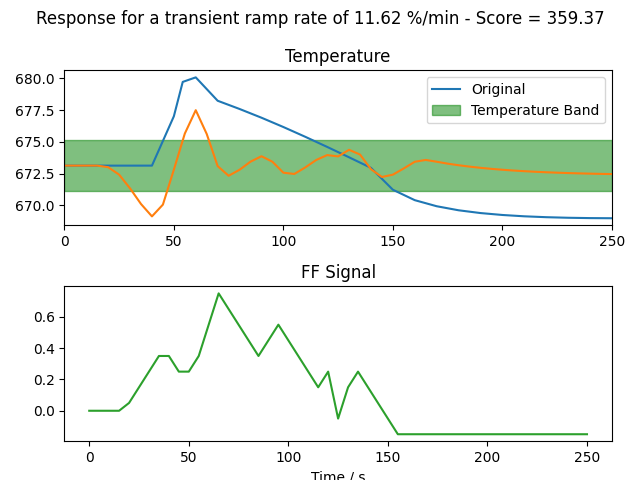 Response for a transient ramp rate of 11.62 %/min - Score = 359.37
Temperature
680.0
677.5
675.0
672.5
670.0
Original
Temperature Band
0 50 100 150 200 250
FF Signal
0.6
0.4
0.2
0.0
0 50 100 150 200 250
Time / s